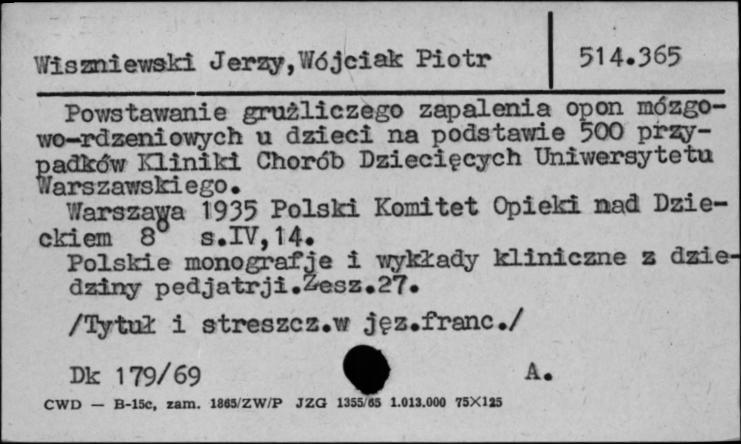 Wiszniewski Jerzy,Wójciak Piotr
514.365
Powstawanie gruźliczego zapalenia opon mózgo-
wo-rdzeniowych u dzieci na podstawie 500 przy-
padków Kliniki Chorób Dziecięcych Uniwersytetu
Warszawskiego.
Warszawa 1935 Polski Komitet Opieki nad Dzie-
ckiem 8° s.IV,14.
Polskie monografje i wykłady kliniczne z dzie-
dziny pedjatrji.Zesz.27.
/Tytuł i streszcz.w jęz.franc./
Dk 179/69 A.
CWD — B-15c, zam. 1865/ZW/P JZG 1355/65 1.013.000 75×125